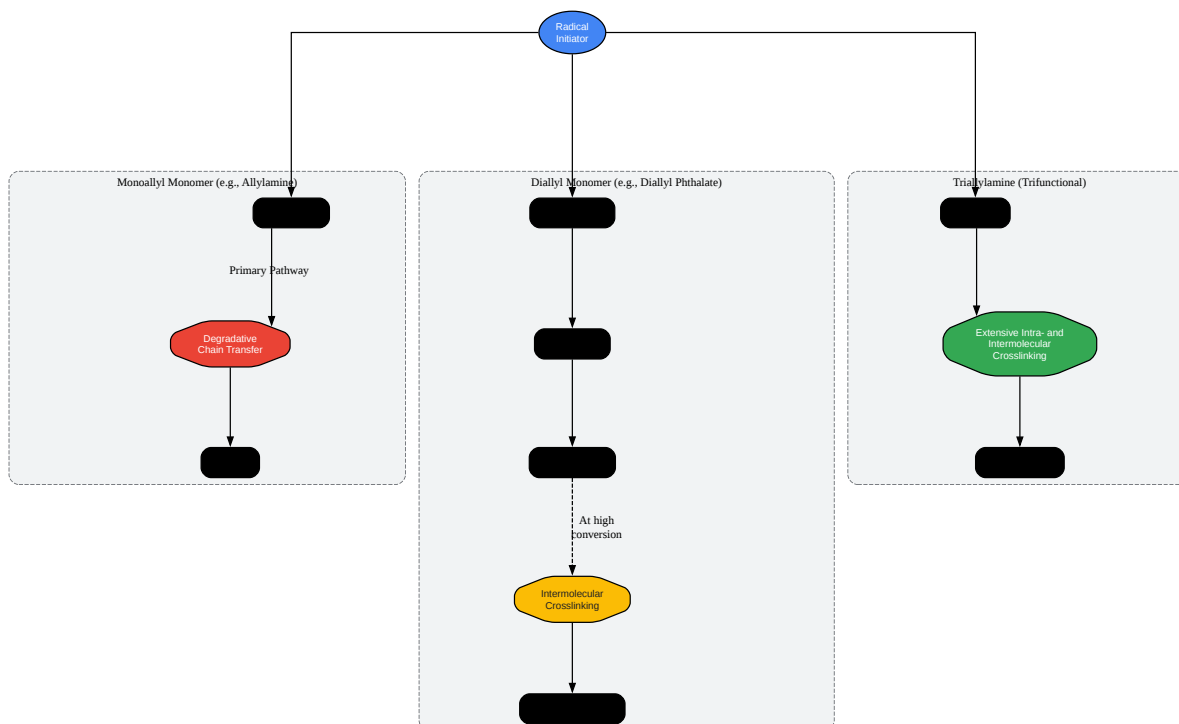 Radical
Initiator
Monoallyl Monomer (e.g., Allylamine)
Diallyl Monomer (e.g., Diallyl Phthalate)
Triallylamine (Trifunctional)
Primary Pathway
Degradative
Chain Transfer
Extensive Intra- and
Intermolecular
Crosslinking
At high
conversion
Intermolecular
Crosslinking